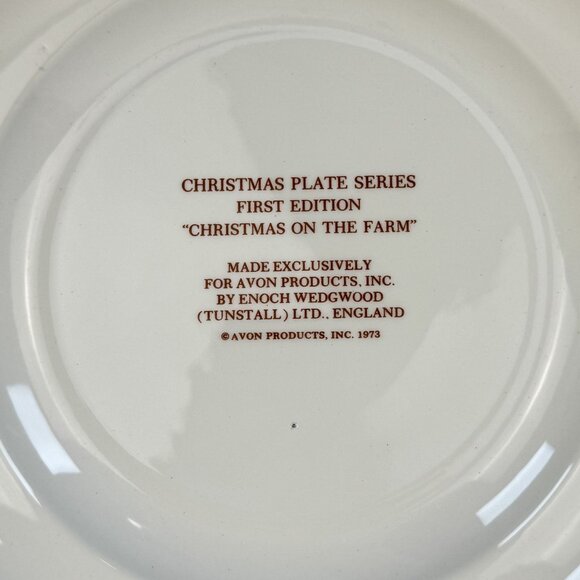 CHRISTMAS PLATE SERIES
FIRST EDITION
“CHRISTMAS ON THE FARM”
MADE EXCLUSIVELY
FOR AVON PRODUCTS, INC.
BY ENOCH WEDGWOOD
(TUNSTALL) LTD., ENGLAND
©AVON PRODUCTS, INC. 1973